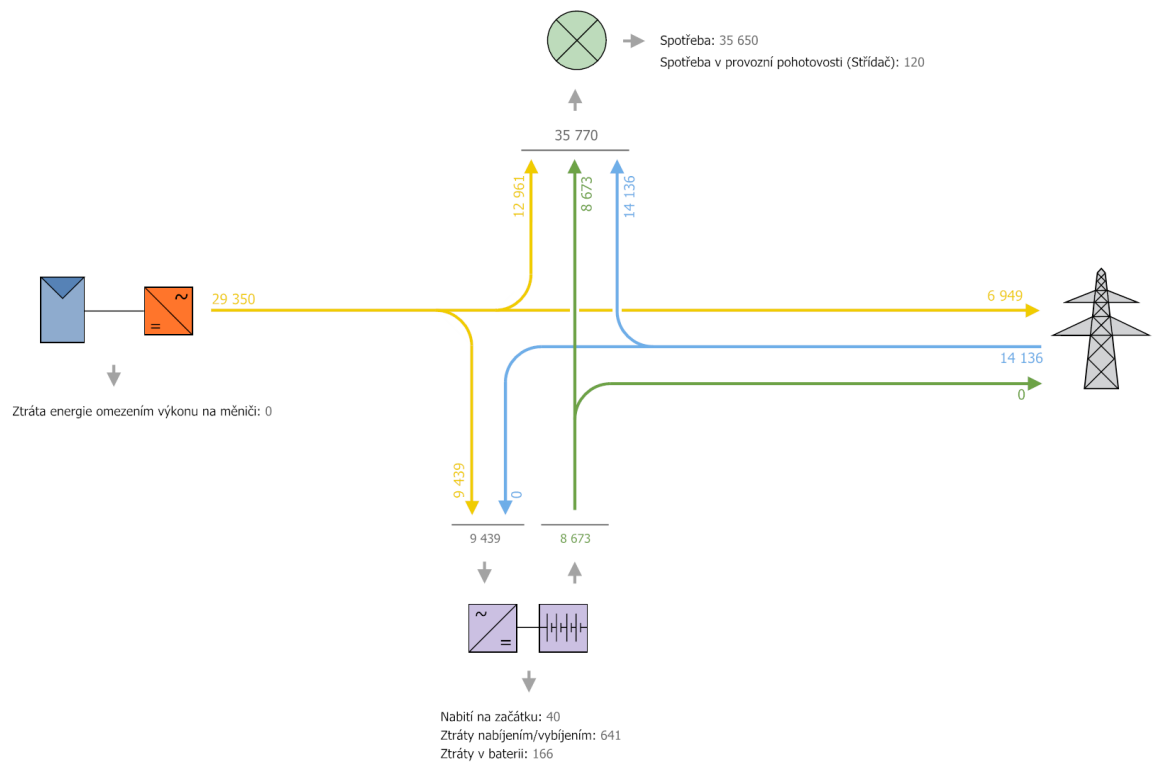 Spotřeba: 35 650
Spotřeba v provozní pohotovosti (Střídač): 120
35 770
12 961
8 673
14 136
29 350
6 949
14 136
0
Ztráta energie omezením výkonu na měniči: 0
9 439
0
9 439
8 673
Nabití na začátku: 40
Ztráty nabíjením/vybíjením: 641
Ztráty v baterii: 166